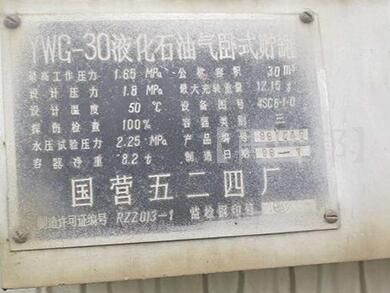 YWG-30液化石油气卧式贮罐
最高工作压力 1.65 MPa 公称容积 30 m³
设计压力 1.8 MPa 最大充装重量
设计温度 50 ℃ 设备图号
探伤检查 100% 容器类别 三
水压试验压力 2.25 MPa 产品编号
容器净重 8.2 t 制造日期
国营五二四厂
制造许可证编号 RZZ013-1 监检钢印号